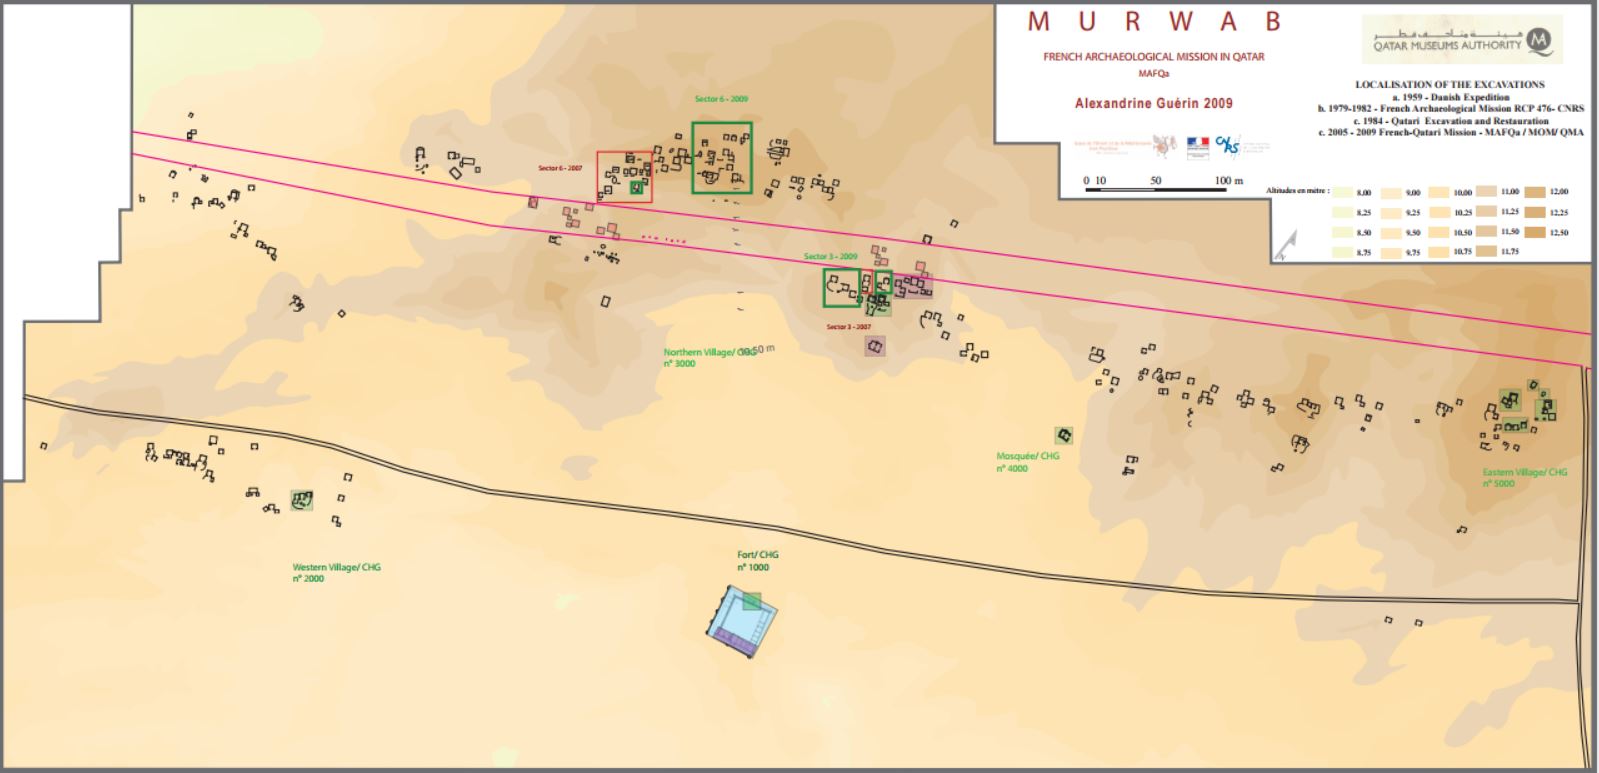 M U R W A B
FRENCH ARCHAEOLOGICAL MISSION IN QATAR
MAFQa
Alexandrine Guérin 2009
CNRS
0 10 50 100 m
هيئة متاحف قطر
QATAR MUSEUMS AUTHORITY
LOCALISATION OF THE EXCAVATIONS
a. 1959 - Danish Expedition
b. 1979-1982 - French Archaeological Mission RCP 476- CNRS
c. 1984 - Qatari Excavation and Restauration
c. 2005 - 2009 French-Qatari Mission - MAFQa / MOM/ QMA
Altitudes en mètre :
8.00 9.00 10.00 11.00 12.00
8.25 9.25 10.25 11.25 12.25
8.50 9.50 10.50 11.50 12.50
8.75 9.75 10.75 11.75
Sector 6 - 2009
Sector 6 - 2007
Sector 3 - 2009
Sector 3 - 2007
Northern Village/ CHG
n° 3000
50 m
Mosquée/ CHG
n° 4000
Eastern Village/ CHG
n° 5000
Western Village/ CHG
n° 2000
Fort/ CHG
n° 1000